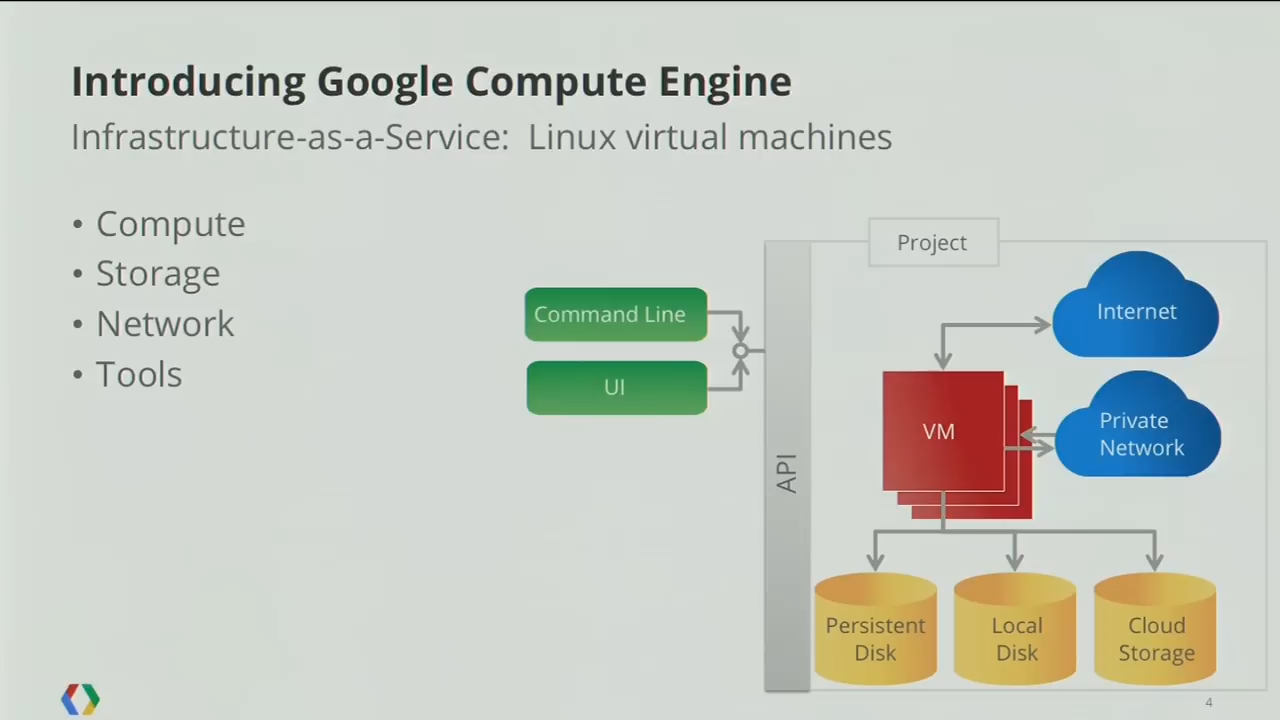 Introducing Google Compute Engine
Infrastructure-as-a-Service: Linux virtual machines
• Compute
• Storage
• Network
• Tools
Project
Command Line
UI
API
Internet
VM
Private
Network
Persistent
Disk
Local
Disk
Cloud
Storage
4